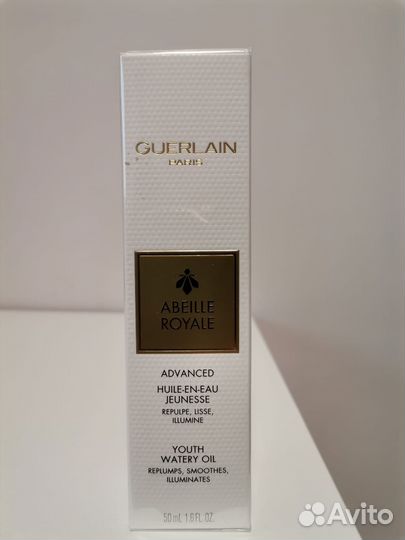 GUERLAIN
PARIS
ABEILLE
ROYALE
ADVANCED
HUILE-EN-EAU
JEUNESSE
REPULPE, LISSE,
ILLUMINE
YOUTH
WATERY OIL
REPLUMPS, SMOOTHES,
ILLUMINATES
50 mL 1.6 FL. OZ.
Avito